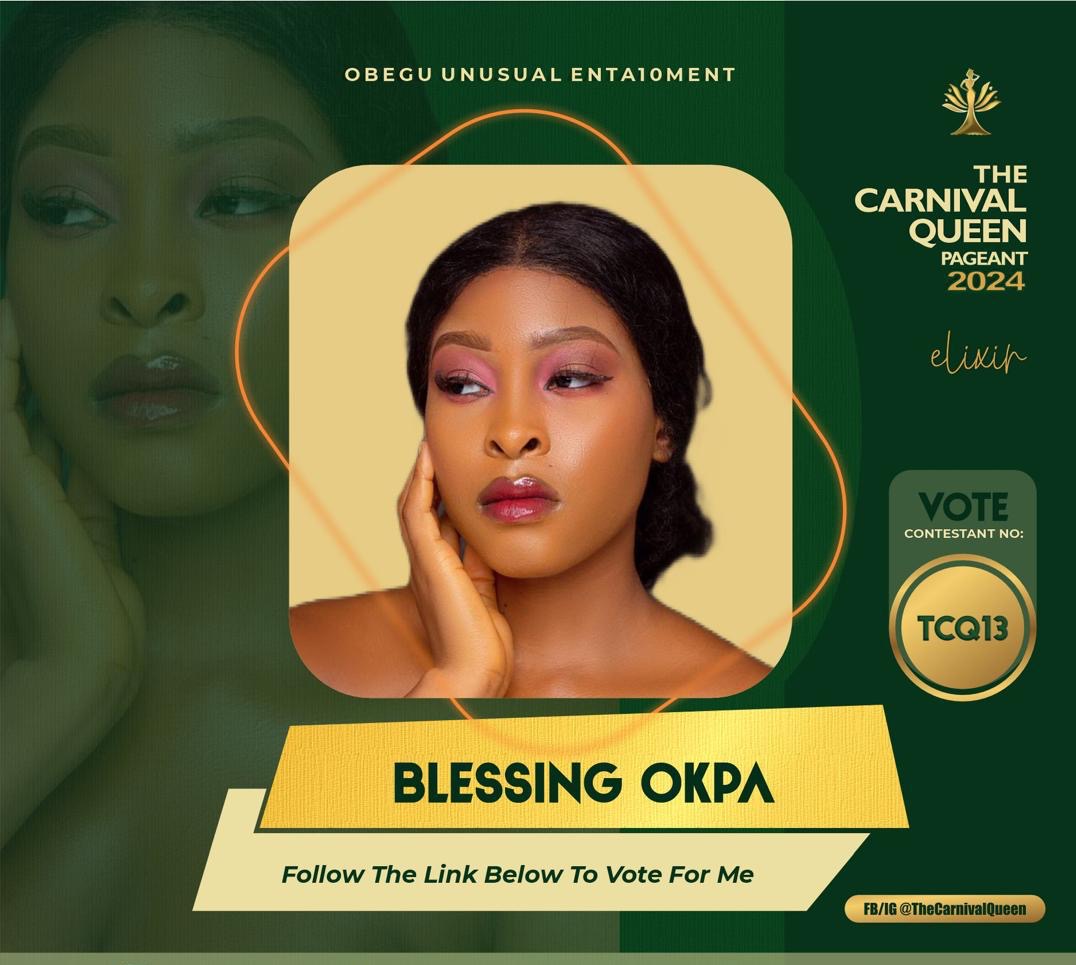 OBEGU UNUSUAL ENTA10MENT
THE
CARNIVAL
QUEEN
PAGEANT
2024
elixir
VOTE
CONTESTANT NO:
TCQ13
BLESSING OKPA
Follow The Link Below To Vote For Me
FB/IG @TheCarnivalQueen